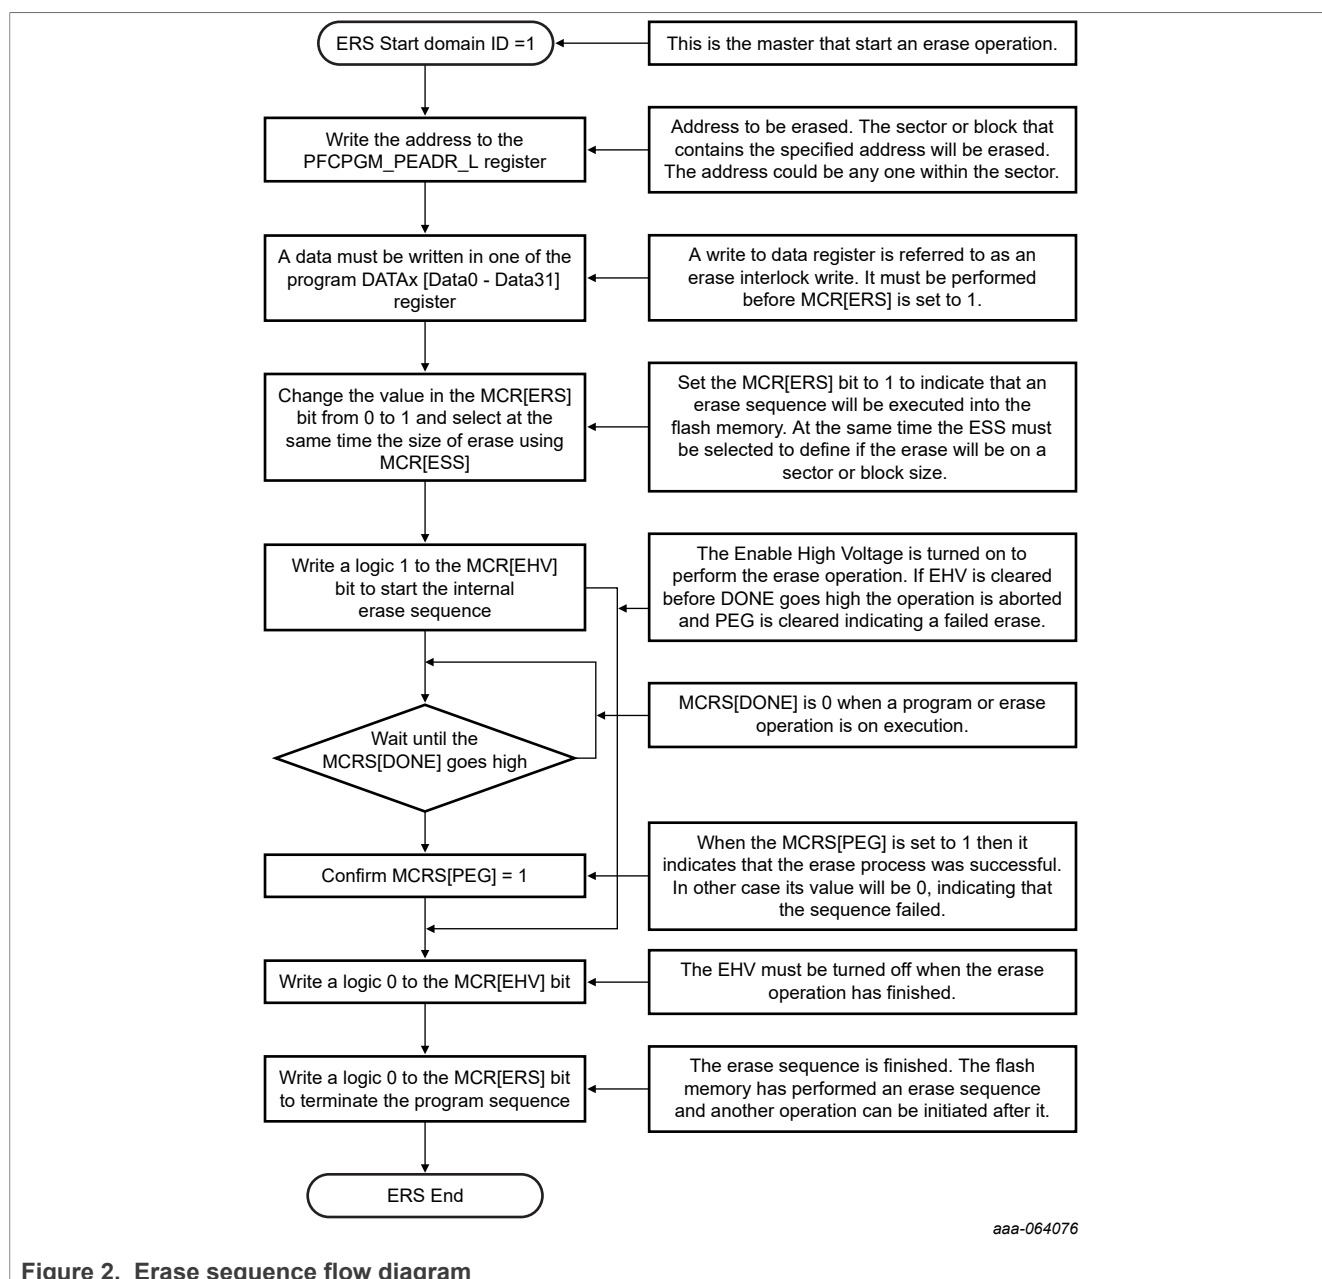 ERS Start domain ID =1
This is the master that start an erase operation.
Write the address to the
PFCPGM_PEADR_L register
Address to be erased. The sector or block that
contains the specified address will be erased.
The address could be any one within the sector.
A data must be written in one of the
program DATAx [Data0 - Data31]
register
A write to data register is referred to as an
erase interlock write. It must be performed
before MCR[ERS] is set to 1.
Change the value in the MCR[ERS]
bit from 0 to 1 and select at the
same time the size of erase using
MCR[ESS]
Set the MCR[ERS] bit to 1 to indicate that an
erase sequence will be executed into the
flash memory. At the same time the ESS must
be selected to define if the erase will be on a
sector or block size.
Write a logic 1 to the MCR[EHV]
bit to start the internal
erase sequence
The Enable High Voltage is turned on to
perform the erase operation. If EHV is cleared
before DONE goes high the operation is aborted
and PEG is cleared indicating a failed erase.
MCRS[DONE] is 0 when a program or erase
operation is on execution.
Wait until the
MCRS[DONE] goes high
When the MCRS[PEG] is set to 1 then it
indicates that the erase process was successful.
In other case its value will be 0, indicating that
the sequence failed.
Confirm MCRS[PEG] = 1
Write a logic 0 to the MCR[EHV] bit
The EHV must be turned off when the erase
operation has finished.
Write a logic 0 to the MCR[ERS] bit
to terminate the program sequence
The erase sequence is finished. The flash
memory has performed an erase sequence
and another operation can be initiated after it.
ERS End
aaa-064076
Figure 2. Erase sequence flow diagram